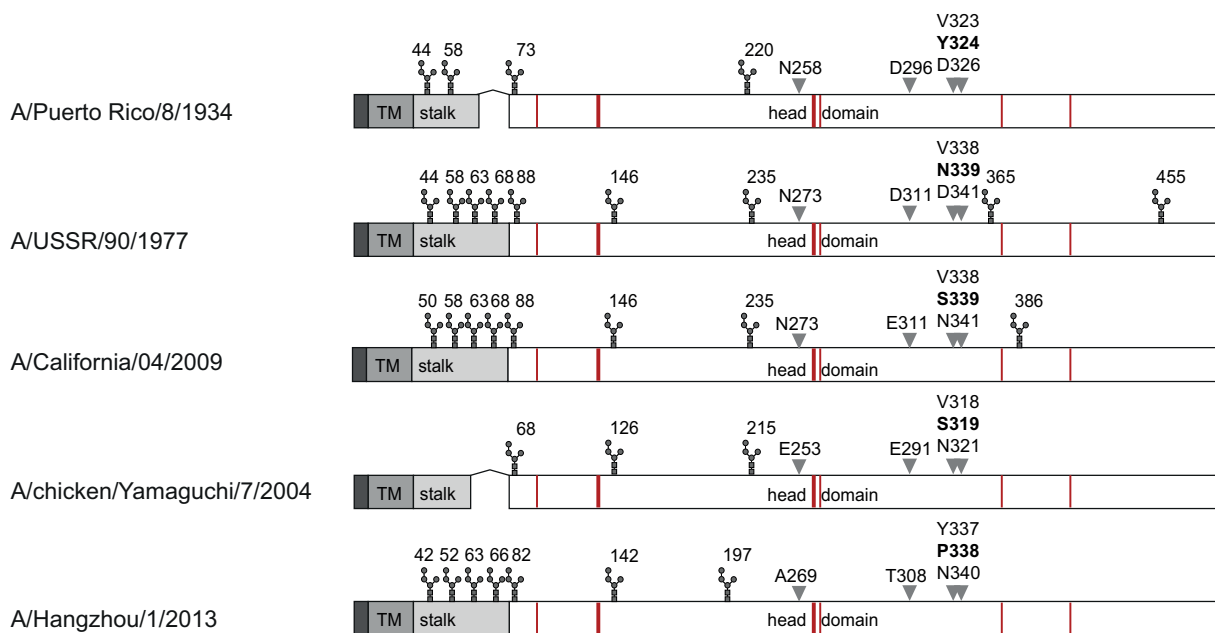 V323
44 58 73 220 Y324
N258 D296 D326
A/Puerto Rico/8/1934 TM stalk head domain
V338
44 58 63 68 88 146 235 N339 365 455
N273 D311 D341
A/USSR/90/1977 TM stalk head domain
V338
50 58 63 68 88 146 235 S339 386
N273 E311 N341
A/California/04/2009 TM stalk head domain
V318
68 126 215 S319
E253 E291 N321
A/chicken/Yamaguchi/7/2004 TM stalk head domain
Y337
42 52 63 66 82 142 197 P338
A269 T308 N340
A/Hangzhou/1/2013 TM stalk head domain